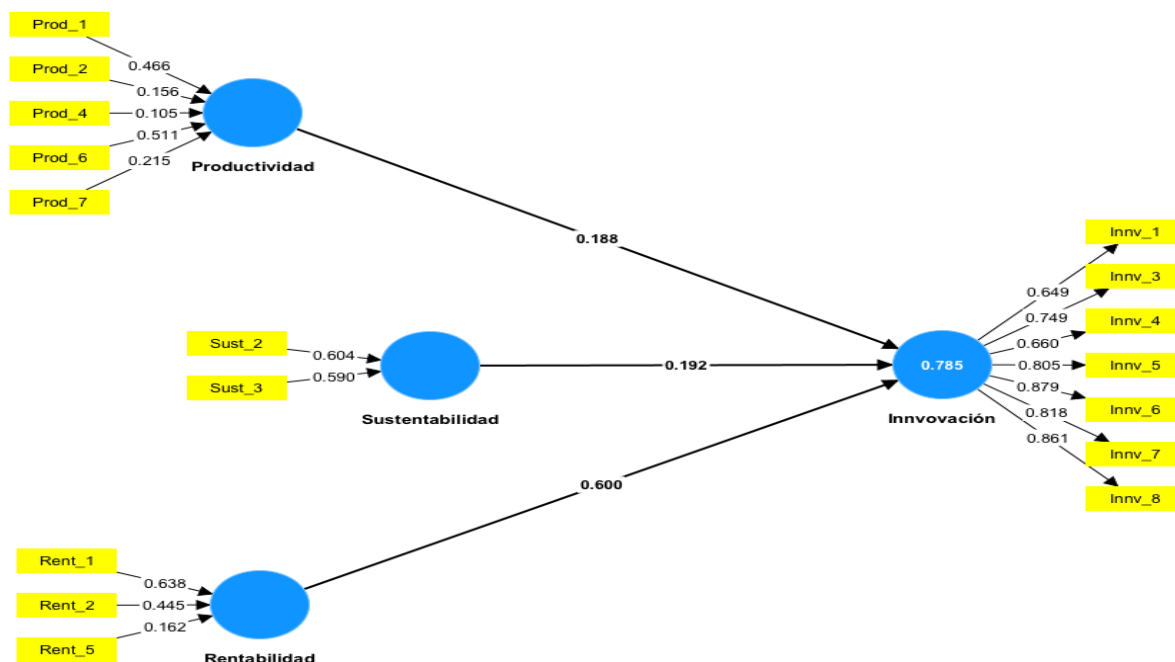 Prod_1
0.466
Prod_2
0.156
Prod_4
0.105
Prod_6
0.511
Prod_7
0.215
Productividad
0.188
Sust_2
0.604
Sust_3
0.590
Sustentabilidad
0.192
Rent_1
0.638
Rent_2
0.445
Rent_5
0.162
Rentabilidad
0.600
0.785
Innvovación
Innv_1
0.649
Innv_3
0.749
Innv_4
0.660
Innv_5
0.805
Innv_6
0.879
Innv_7
0.818
Innv_8
0.861